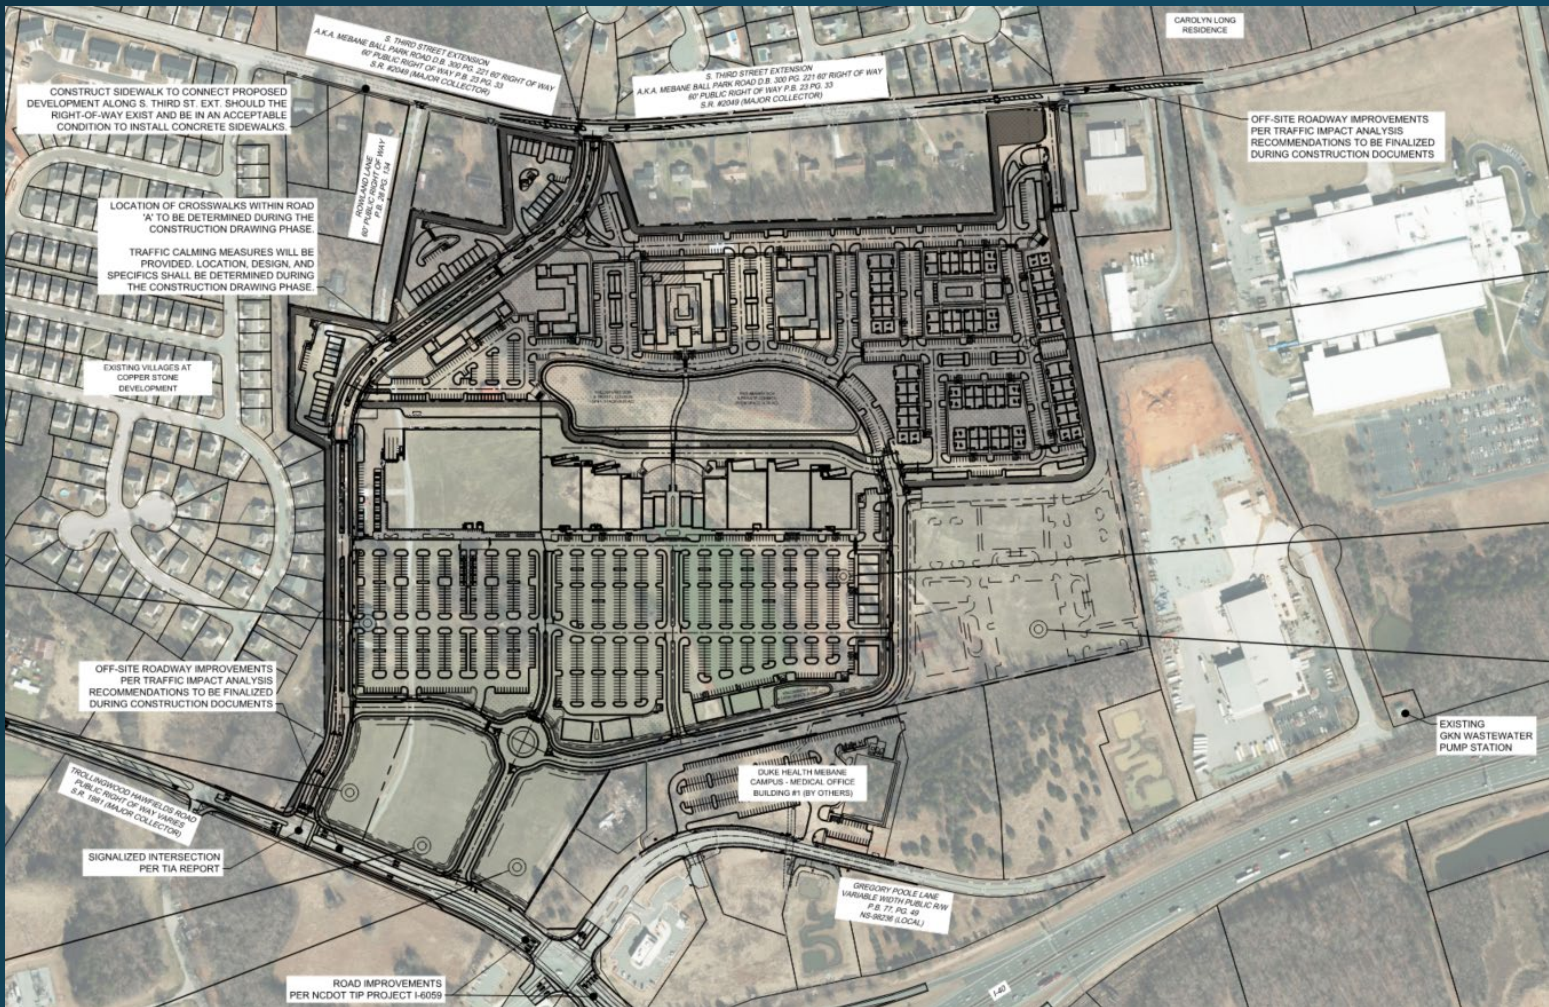 CAROLYN LONG
RESIDENCE
S. THIRD STREET EXTENSION
A.K.A. MEBANE BALL PARK ROAD D.B. 300 PG. 221 60' RIGHT OF WAY
60' PUBLIC RIGHT OF WAY P.B. 23 PG. 33
S.R. #2049 (MAJOR COLLECTOR)
S. THIRD STREET EXTENSION
A.K.A. MEBANE BALL PARK ROAD D.B. 300 PG. 221 60' RIGHT OF WAY
60' PUBLIC RIGHT OF WAY P.B. 23 PG. 33
S.R. #2049 (MAJOR COLLECTOR)
CONSTRUCT SIDEWALK TO CONNECT PROPOSED
DEVELOPMENT ALONG S. THIRD ST. EXT. SHOULD THE
RIGHT-OF-WAY EXIST AND BE IN AN ACCEPTABLE
CONDITION TO INSTALL CONCRETE SIDEWALKS.
OFF-SITE ROADWAY IMPROVEMENTS
PER TRAFFIC IMPACT ANALYSIS
RECOMMENDATIONS TO BE FINALIZED
DURING CONSTRUCTION DOCUMENTS
ROWLAND LANE
60' PUBLIC RIGHT OF WAY
P.B. 26 PG. 134
LOCATION OF CROSSWALKS WITHIN ROAD
'A' TO BE DETERMINED DURING THE
CONSTRUCTION DRAWING PHASE.
TRAFFIC CALMING MEASURES WILL BE
PROVIDED. LOCATION, DESIGN, AND
SPECIFICS SHALL BE DETERMINED DURING
THE CONSTRUCTION DRAWING PHASE.
EXISTING VILLAGES AT
COPPER STONE
DEVELOPMENT
OFF-SITE ROADWAY IMPROVEMENTS
PER TRAFFIC IMPACT ANALYSIS
RECOMMENDATIONS TO BE FINALIZED
DURING CONSTRUCTION DOCUMENTS
EXISTING
GKN WASTEWATER
PUMP STATION
TROLLINGWOOD HAWFIELDS ROAD
PUBLIC RIGHT OF WAY VARIES
S.R. 1981 (MAJOR COLLECTOR)
DUKE HEALTH MEBANE
CAMPUS - MEDICAL OFFICE
BUILDING #1 (BY OTHERS)
SIGNALIZED INTERSECTION
PER TIA REPORT
GREGORY POOLE LANE
VARIABLE WIDTH PUBLIC R/W
P.B. 77, PG. 49
NS-98236 (LOCAL)
ROAD IMPROVEMENTS
PER NCDOT TIP PROJECT I-6059
I-40